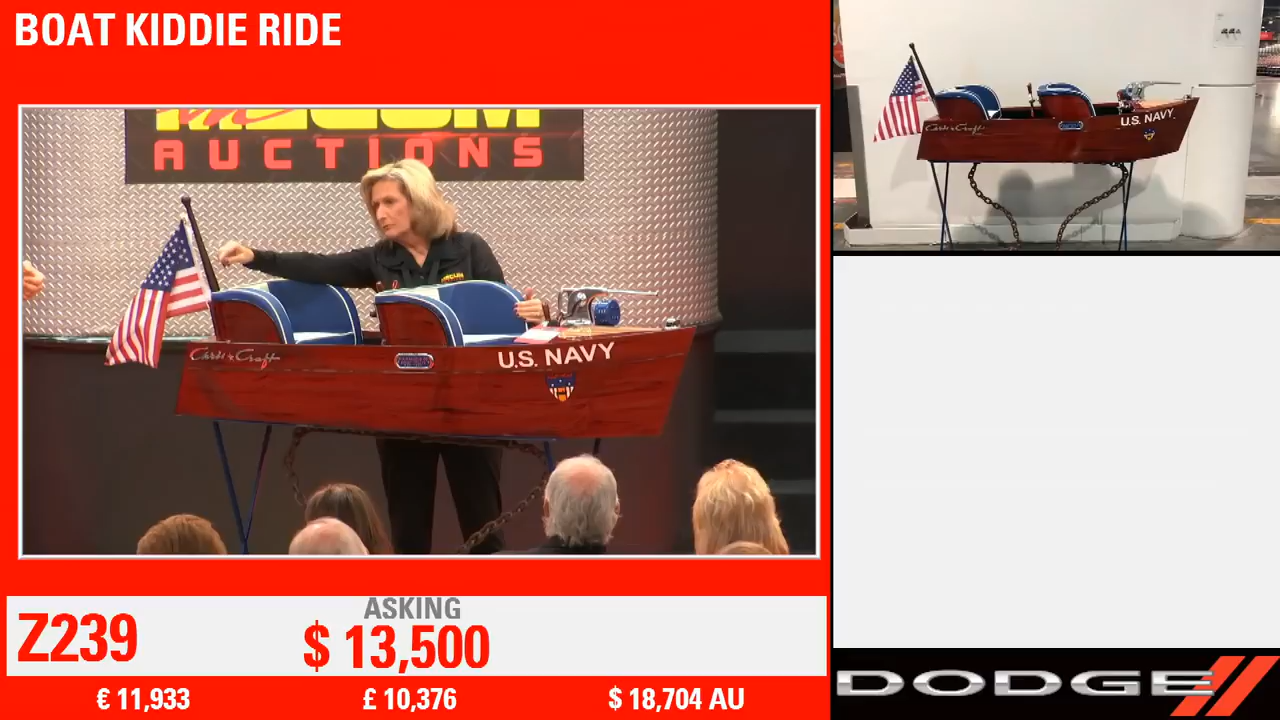 BOAT KIDDIE RIDE
AUCTIONS
U.S. NAVY
Z239
ASKING
$ 13,500
€ 11,933
£ 10,376
$ 18,704 AU
U.S. NAVY
DODGE